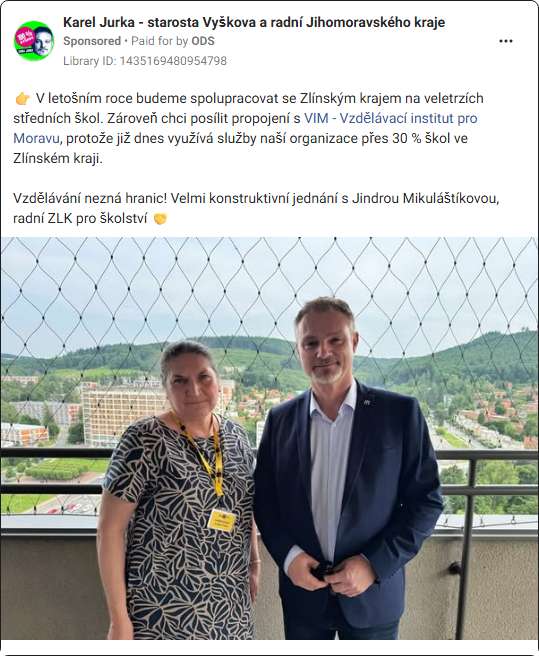 Karel Jurka - starosta Vyškova a radní Jihomoravského kraje
Sponsored • Paid for by ODS
Library ID: 1435169480954798
👉 V letošním roce budeme spolupracovat se Zlínským krajem na veletrzích
středních škol. Zároveň chci posílit propojení s VIM - Vzdělávací institut pro
Moravu, protože již dnes využívá služby naší organizace přes 30 % škol ve
Zlínském kraji.
Vzdělávání nezná hranic! Velmi konstruktivní jednání s Jindrou Mikuláštíkovou,
radní ZLK pro školství 🤝